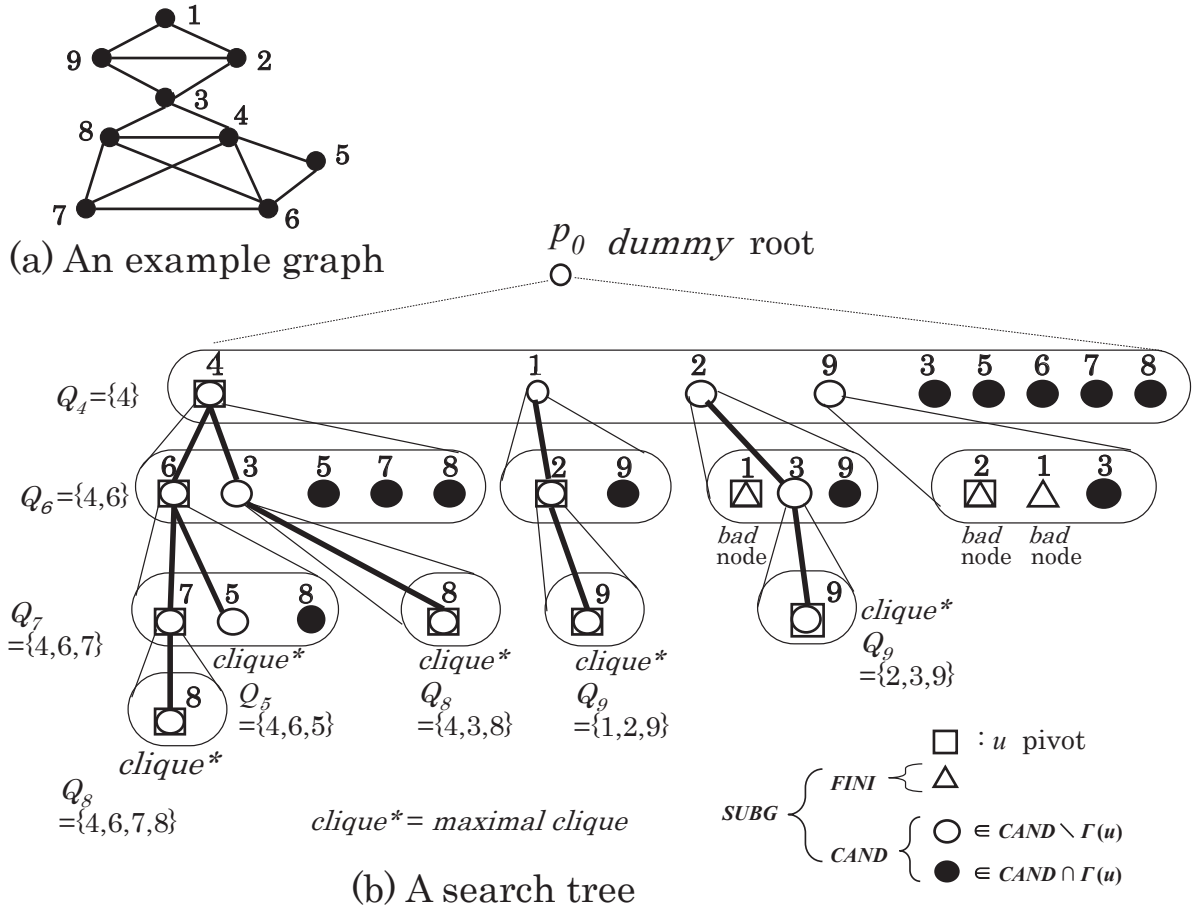 1
9
2
3
4
8
5
7
6
(a) An example graph
p₀ dummy root
4 1 2 9 3 5 6 7 8
Q₄={4}
6 3 5 7 8 2 9 1 3 9 2 1 3
Q₆={4,6}
bad node
bad node
bad node
7 5 8 8 9 9
Q₇
={4,6,7}
clique*
Q₅
={4,6,5}
clique*
Q₈
={4,3,8}
clique*
Q₉
={1,2,9}
clique*
Q₉
={2,3,9}
8
clique*
Q₈
={4,6,7,8}
clique* = maximal clique
: u pivot
SUBG
FINI
CAND
∈ CAND \ Γ(u)
∈ CAND ∩ Γ(u)
(b) A search tree